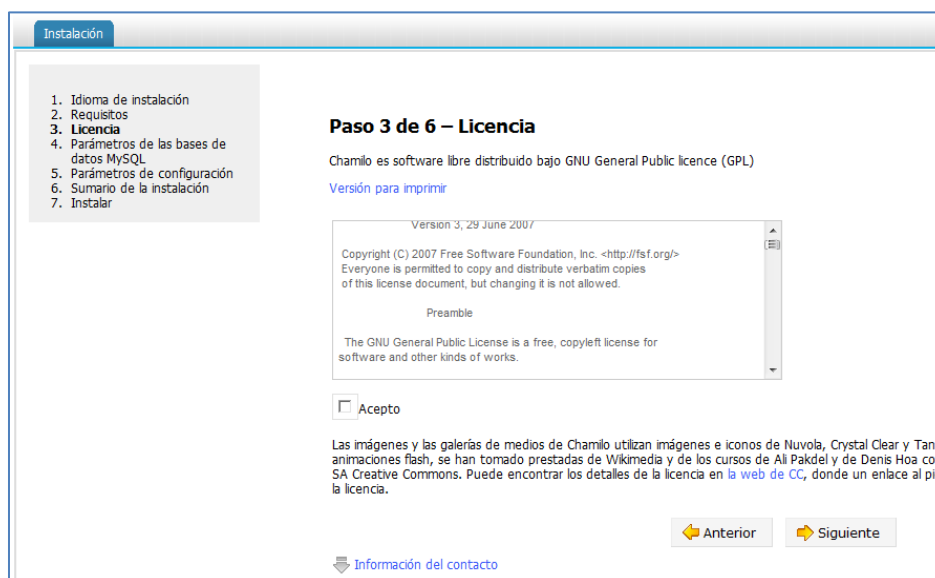 Instalación
1. Idioma de instalación
2. Requisitos
3. Licencia
4. Parámetros de las bases de
datos MySQL
5. Parámetros de configuración
6. Sumario de la instalación
7. Instalar
Paso 3 de 6 – Licencia
Chamilo es software libre distribuido bajo GNU General Public licence (GPL)
Versión para imprimir
Version 3, 29 June 2007
Copyright (C) 2007 Free Software Foundation, Inc. <http://fsf.org/>
Everyone is permitted to copy and distribute verbatim copies
of this license document, but changing it is not allowed.
Preamble
The GNU General Public License is a free, copyleft license for
software and other kinds of works.
Acepto
Las imágenes y las galerías de medios de Chamilo utilizan imágenes e iconos de Nuvola, Crystal Clear y Tan
animaciones flash, se han tomado prestadas de Wikimedia y de los cursos de Ali Pakdel y de Denis Hoa co
SA Creative Commons. Puede encontrar los detalles de la licencia en la web de CC, donde un enlace al pi
la licencia.
Anterior
Siguiente
Información del contacto